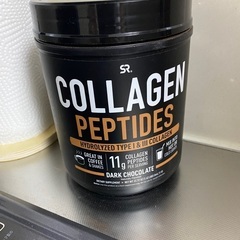 SR.
COLLAGEN
PEPTIDES
HYDROLYZED TYPE I & III COLLAGEN
GREAT IN
COFFEE
& SHAKES
11g
COLLAGEN
PEPTIDES
PER SERVING
DARK CHOCOLATE